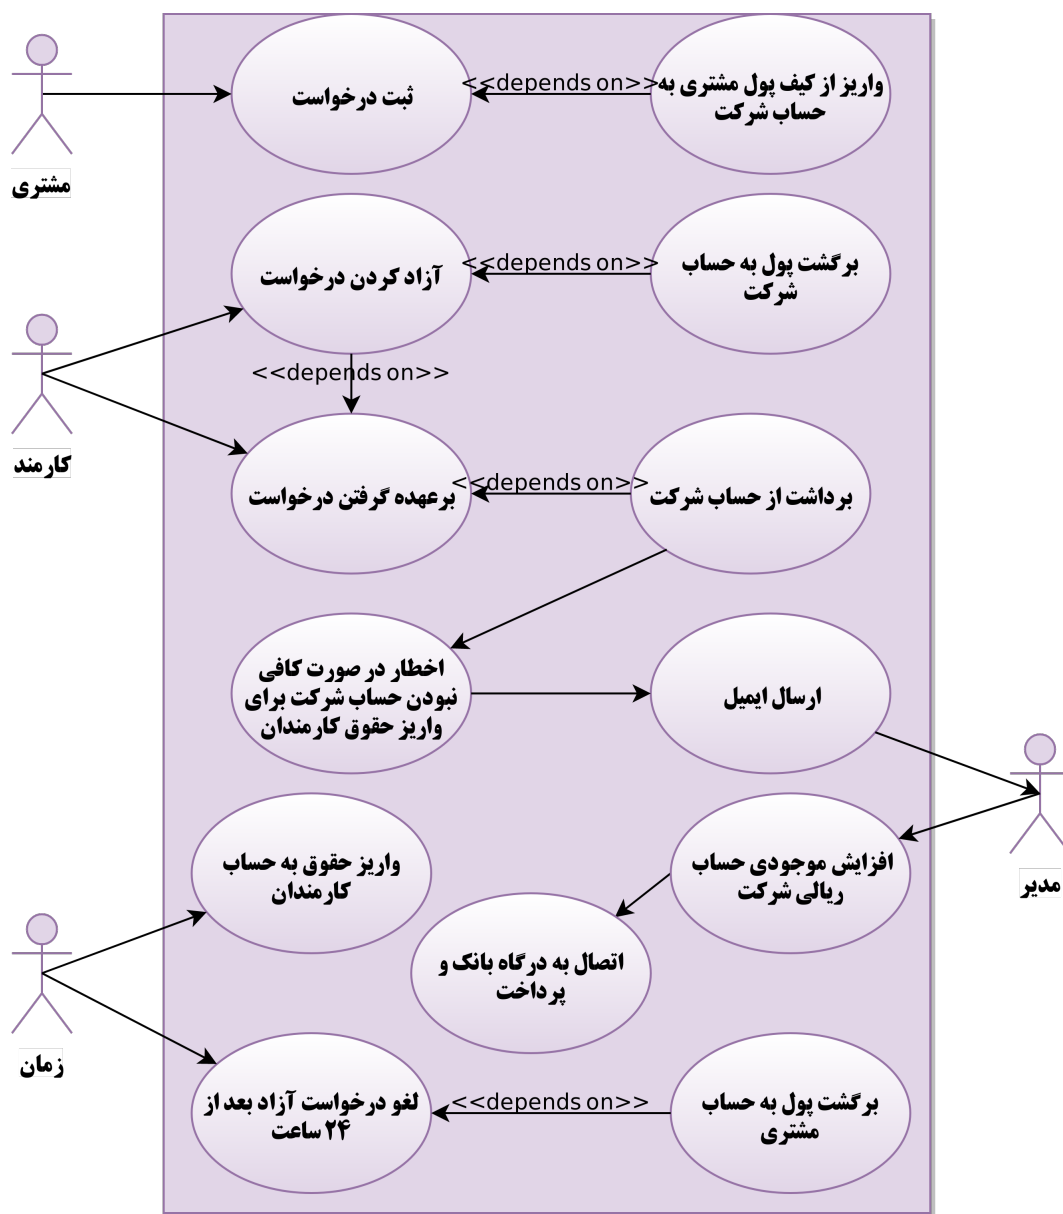 ثبت درخواست
<<depends on>>
واریز از کیف پول مشتری به
حساب شرکت
مشتری
آزاد کردن درخواست
<<depends on>>
برگشت پول به حساب
شرکت
<<depends on>>
کارمند
برعهده گرفتن درخواست
<<depends on>>
برداشت از حساب شرکت
اخطار در صورت کافی
نبودن حساب شرکت برای
واریز حقوق کارمندان
ارسال ایمیل
مدیر
واریز حقوق به حساب
کارمندان
افزایش موجودی حساب
ریالی شرکت
اتصال به درگاه بانک و
پرداخت
زمان
لغو درخواست آزاد بعد از
۲۴ ساعت
<<depends on>>
برگشت پول به حساب
مشتری